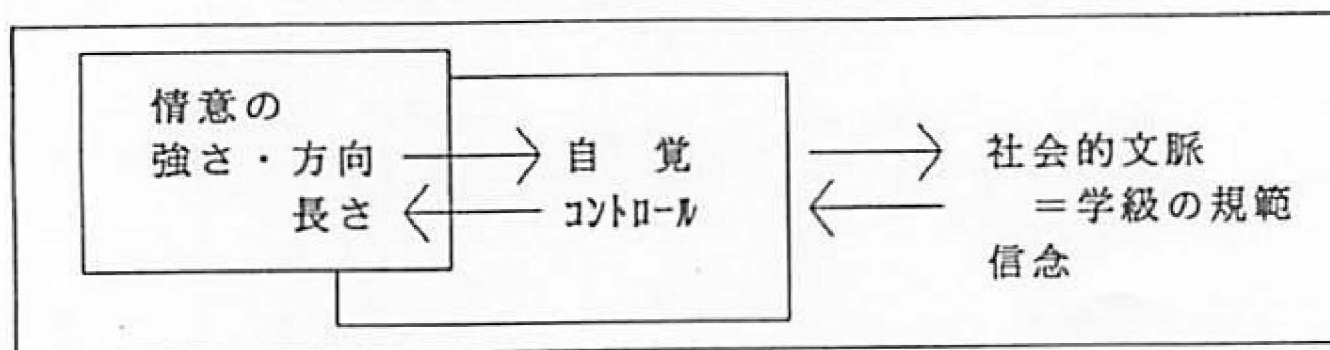 情意の
強さ・方向
長さ
自 覚
コントロール
社会的文脈
=学級の規範
信念